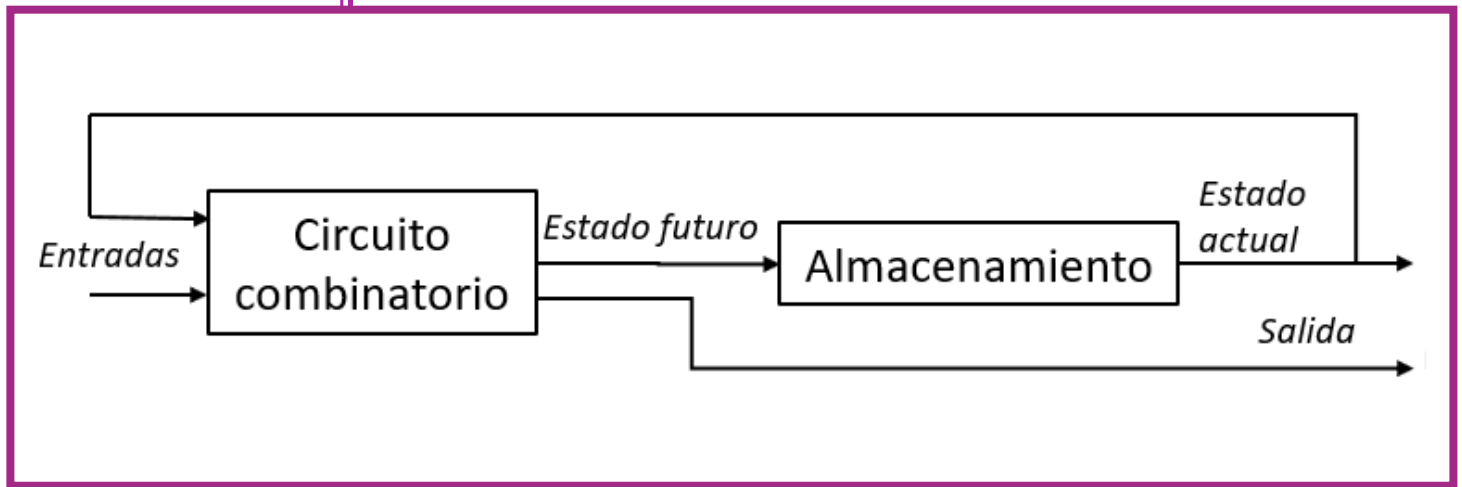 Entradas
Circuito
combinatorio
Estado futuro
Almacenamiento
Estado
actual
Salida